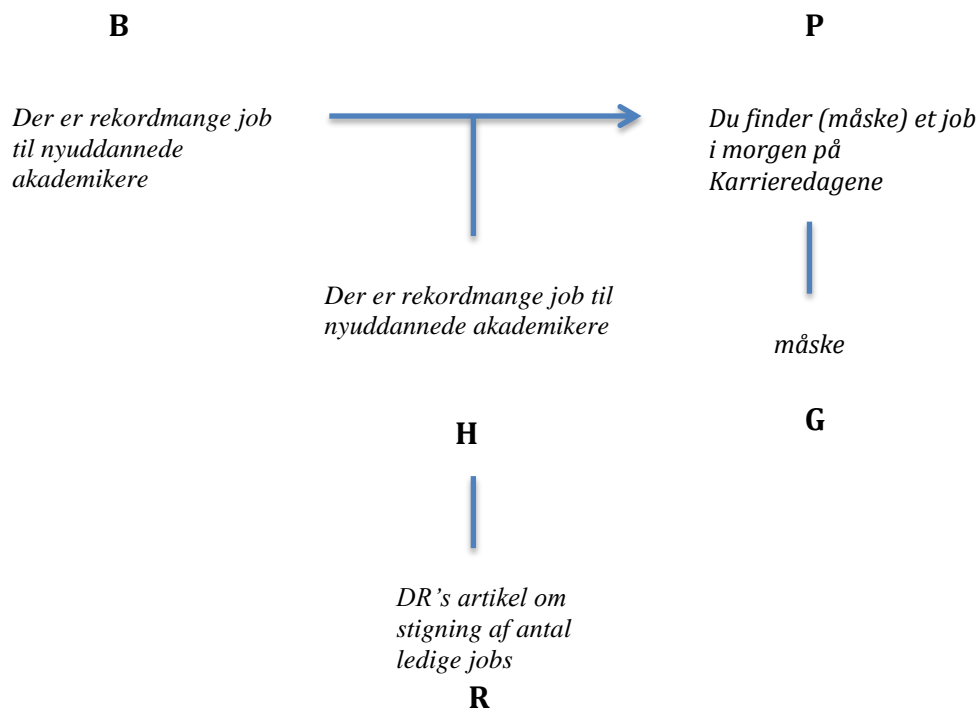 B
P
Der er rekordmange job
til nyuddannede
akademikere
Du finder (måske) et job
i morgen på
Karrieredagene
Der er rekordmange job til
nyuddannede akademikere
måske
G
H
DR’s artikel om
stigning af antal
ledige jobs
R